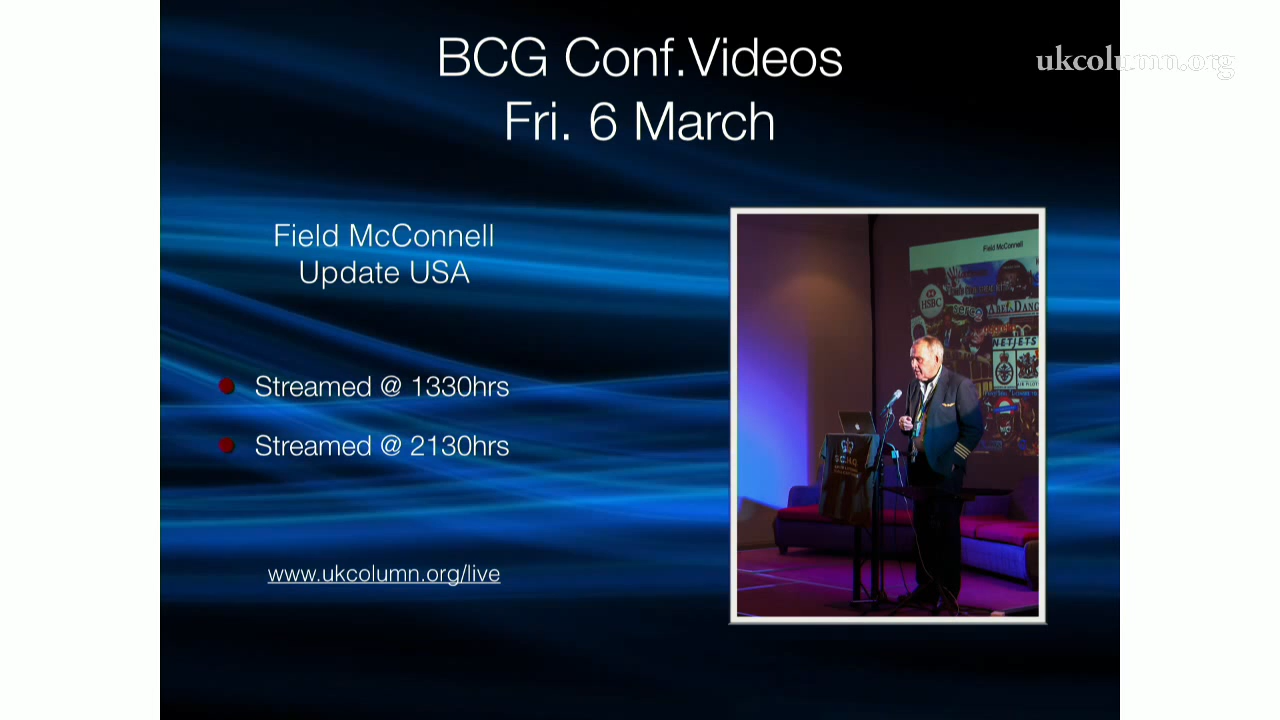 BCG Conf.Videos
Fri. 6 March
ukcolumn.org
Field McConnell
Update USA
Streamed @ 1330hrs
Streamed @ 2130hrs
www.ukcolumn.org/live
Field McConnell
HSBC
serco
NETJETS